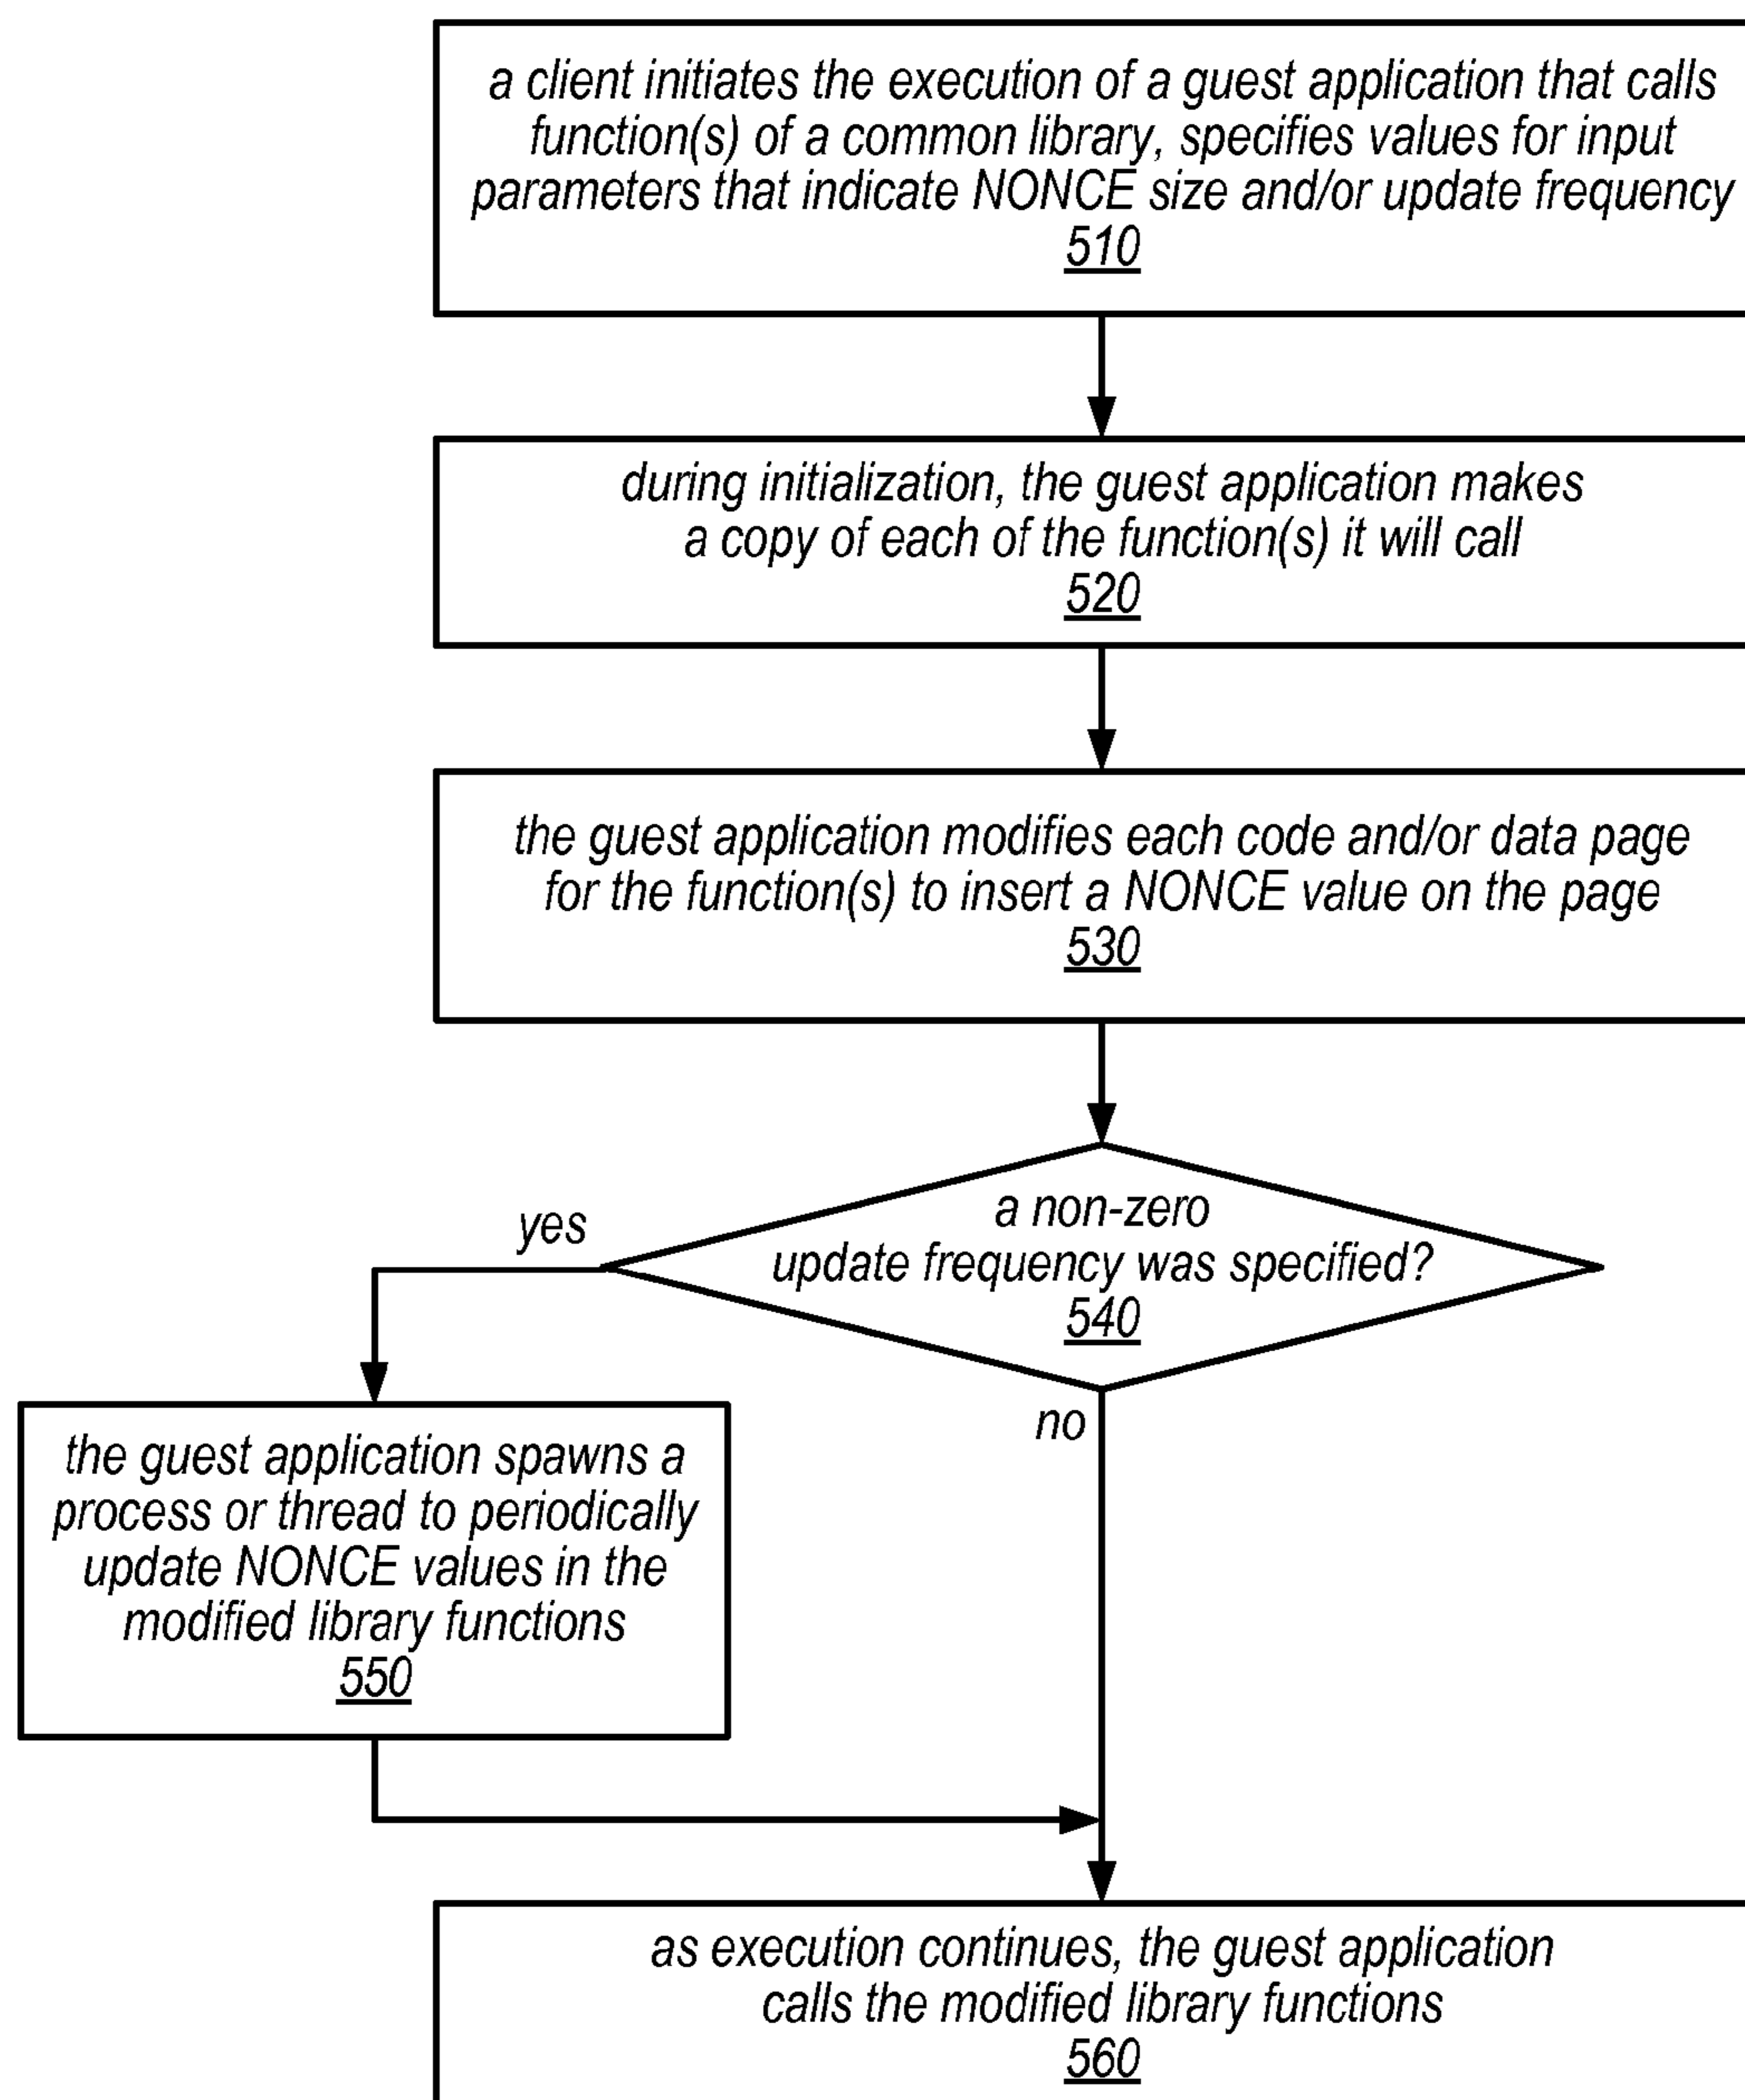 a client initiates the execution of a guest application that calls
function(s) of a common library, specifies values for input
parameters that indicate NONCE size and/or update frequency
510
during initialization, the guest application makes
a copy of each of the function(s) it will call
520
the guest application modifies each code and/or data page
for the function(s) to insert a NONCE value on the page
530
a non-zero
update frequency was specified?
540
yes
no
the guest application spawns a
process or thread to periodically
update NONCE values in the
modified library functions
550
as execution continues, the guest application
calls the modified library functions
560